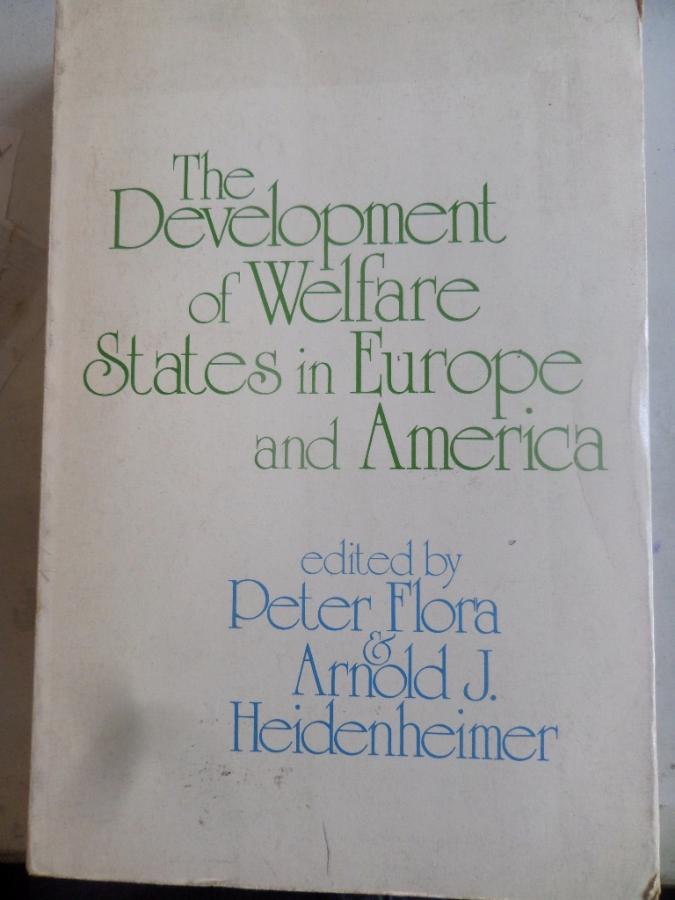 The
Development
of Welfare
States in Europe
and America
edited by
Peter Flora
&
Arnold J.
Heidenheimer